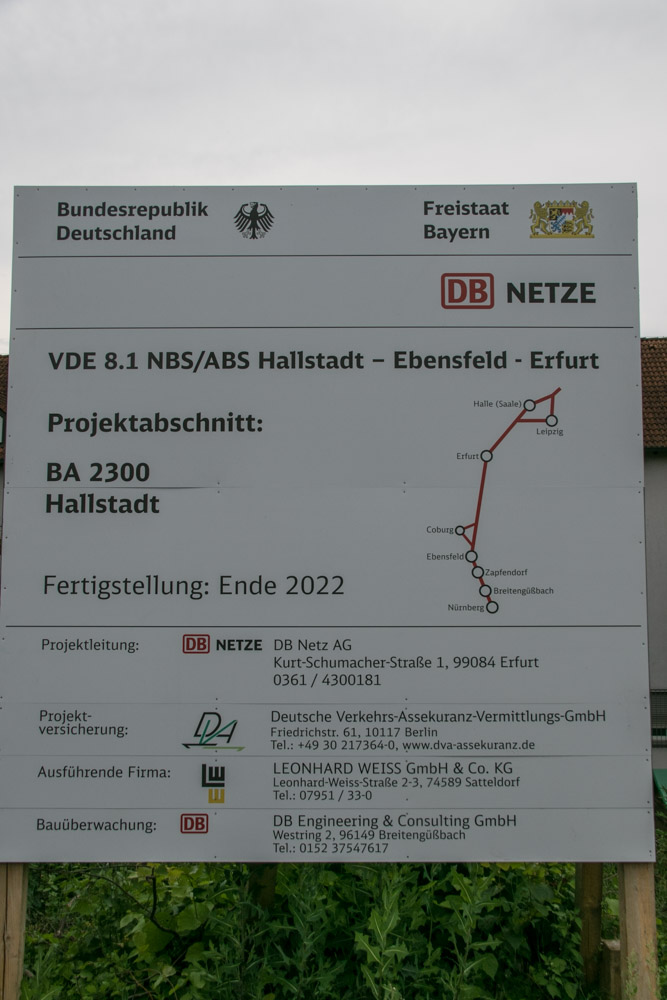 Bundesrepublik
Deutschland
Freistaat
Bayern
DB NETZE
VDE 8.1 NBS/ABS Hallstadt – Ebensfeld - Erfurt
Projektabschnitt:
BA 2300
Hallstadt
Fertigstellung: Ende 2022
Halle (Saale)
Leipzig
Erfurt
Coburg
Ebensfeld
Zapfendorf
Breitengüßbach
Nürnberg
Projektleitung:
DB NETZE
DB Netz AG
Kurt-Schumacher-Straße 1, 99084 Erfurt
0361 / 4300181
Projekt-
versicherung:
DVA
Deutsche Verkehrs-Assekuranz-Vermittlungs-GmbH
Friedrichstr. 61, 10117 Berlin
Tel.: +49 30 217364-0, www.dva-assekuranz.de
Ausführende Firma:
LEONHARD WEISS GmbH & Co. KG
Leonhard-Weiss-Straße 2-3, 74589 Satteldorf
Tel.: 07951 / 33-0
Bauüberwachung:
DB
DB Engineering & Consulting GmbH
Westring 2, 96149 Breitengüßbach
Tel.: 0152 37547617